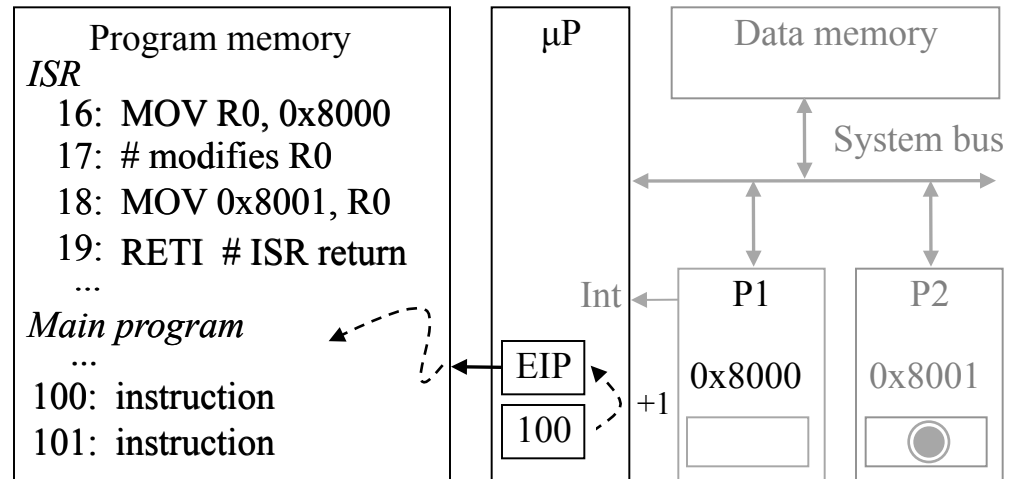 Program memory
ISR
16: MOV R0, 0x8000
17: # modifies R0
18: MOV 0x8001, R0
19: RETI # ISR return
...
Main program
...
100: instruction
101: instruction
μP
EIP
100
+1
Data memory
System bus
Int
P1
0x8000
P2
0x8001